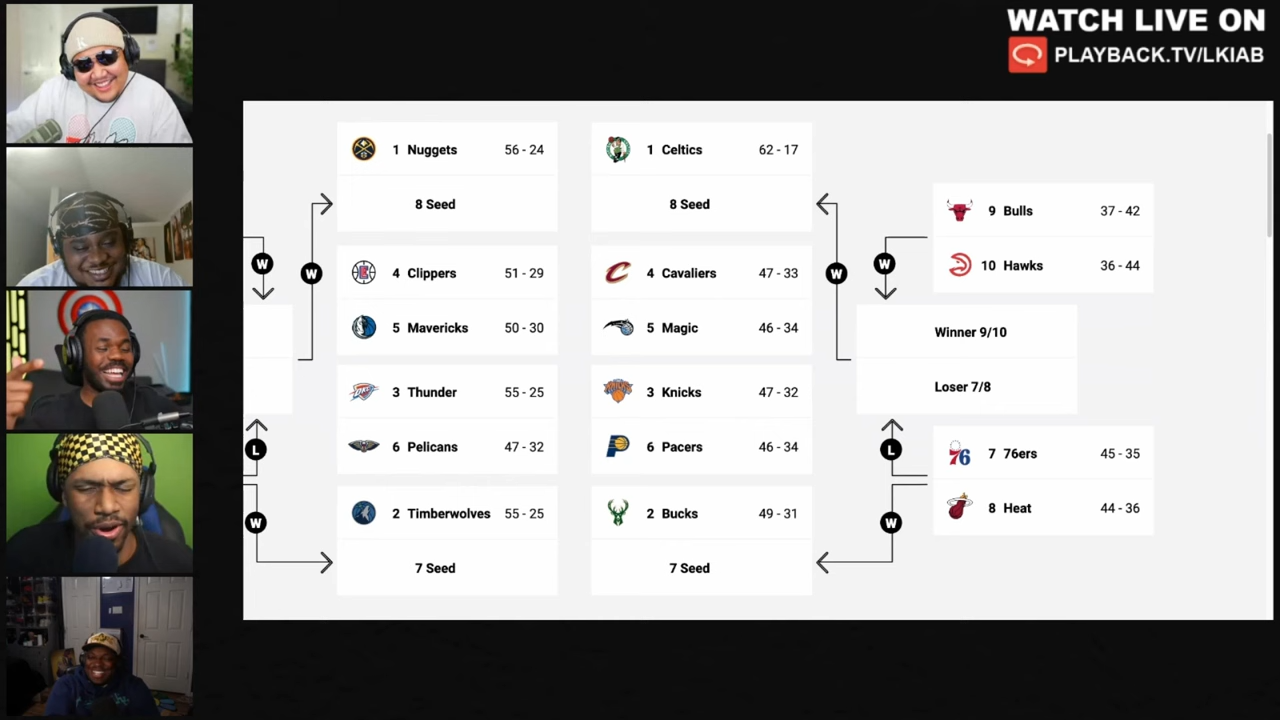 WATCH LIVE ON
PLAYBACK.TV/LKIAB
1 Nuggets 56 - 24
8 Seed
4 Clippers 51 - 29
5 Mavericks 50 - 30
3 Thunder 55 - 25
6 Pelicans 47 - 32
2 Timberwolves 55 - 25
7 Seed
W
W
L
W
1 Celtics 62 - 17
8 Seed
4 Cavaliers 47 - 33
5 Magic 46 - 34
3 Knicks 47 - 32
6 Pacers 46 - 34
2 Bucks 49 - 31
7 Seed
W
W
L
W
9 Bulls 37 - 42
10 Hawks 36 - 44
Winner 9/10
Loser 7/8
76
7 76ers 45 - 35
8 Heat 44 - 36